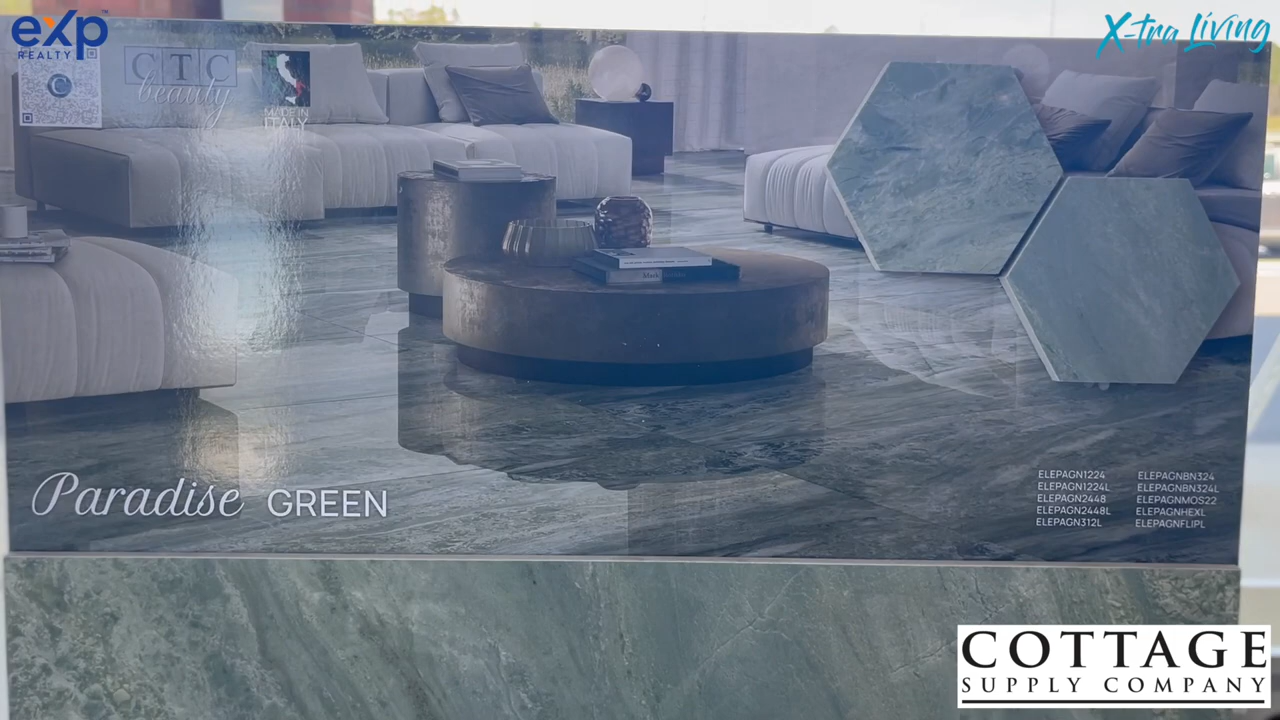 eXp
REALTY
X-tra Living
CTC
beauty
MADE IN
ITALY
Mark
Paradise GREEN
ELEPAGN1224
ELEPAGN1224L
ELEPAGN2448
ELEPAGN2448L
ELEPAGN312L
ELEPAGNBN324
ELEPAGNBN324L
ELEPAGNMOS22
ELEPAGNHEXL
ELEPAGNFLIPL
COTTAGE
SUPPLY COMPANY